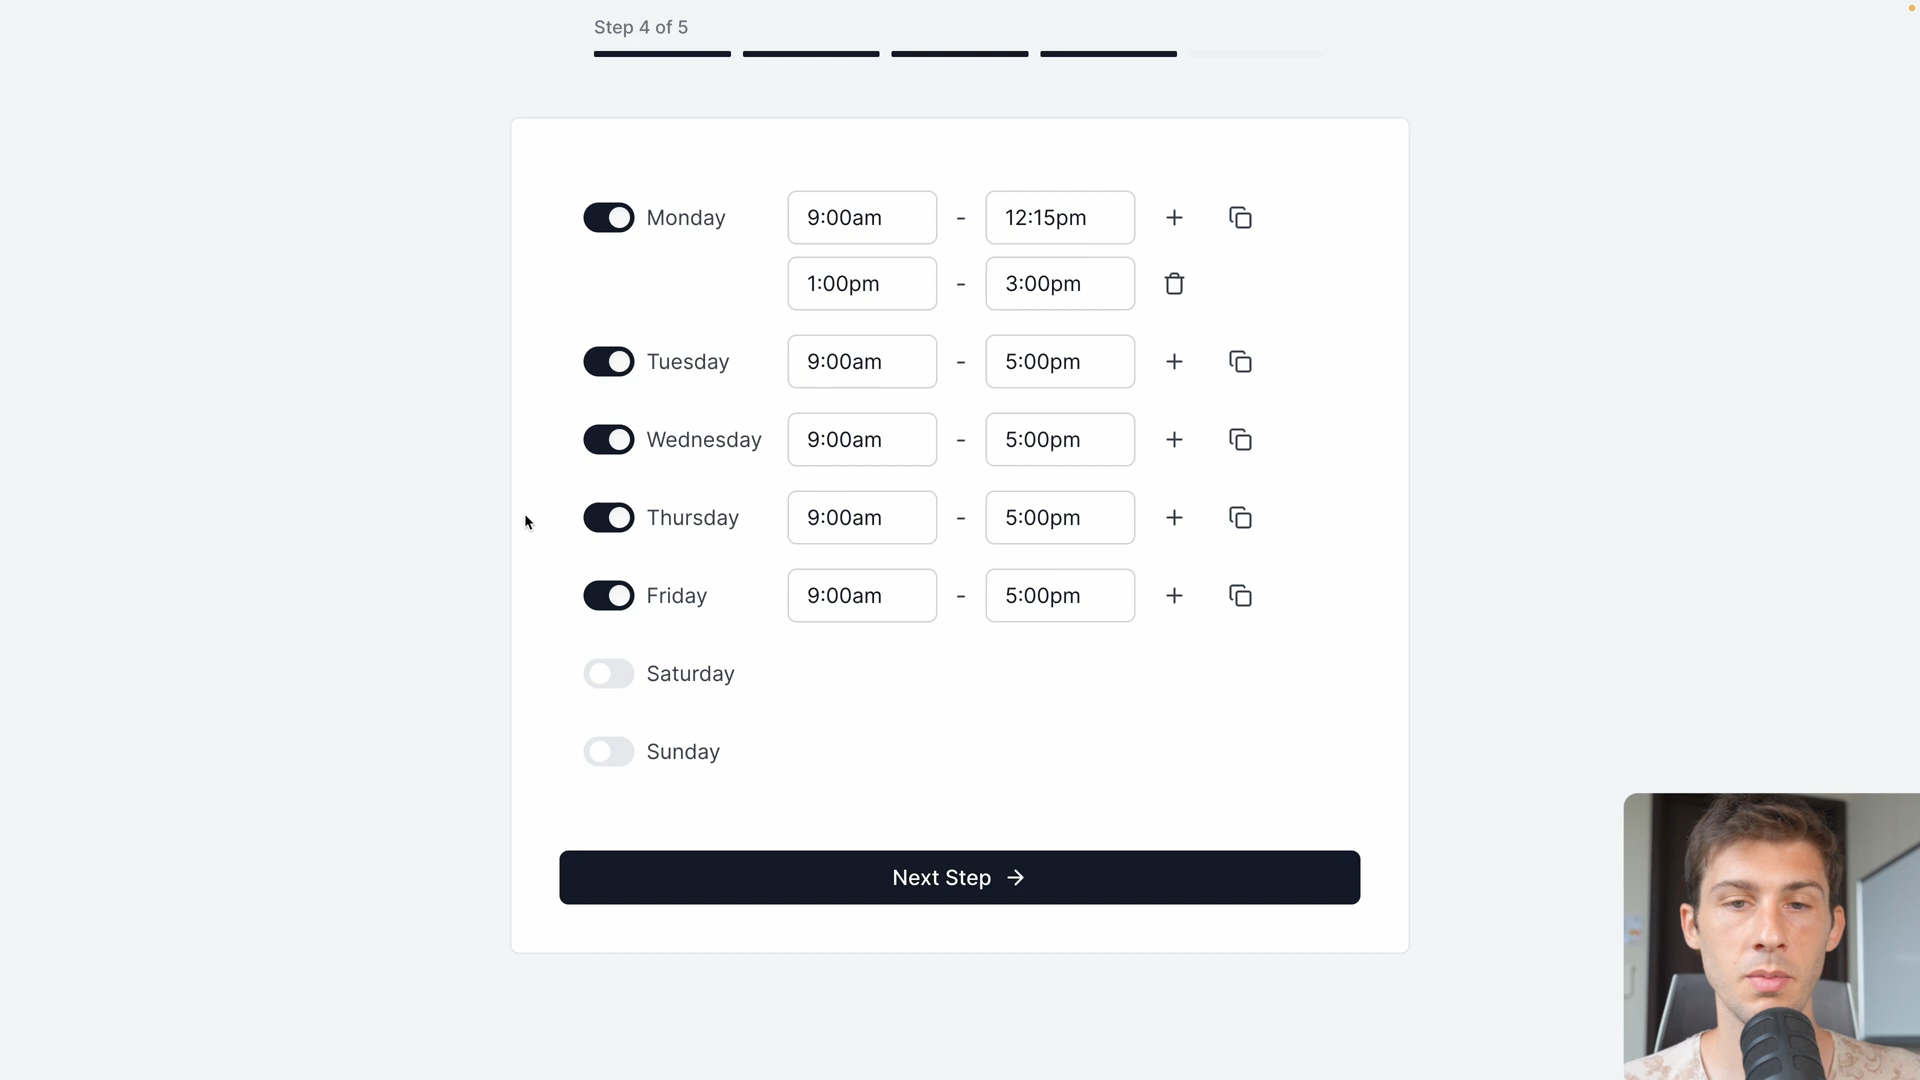 Step 4 of 5
Monday 9:00am - 12:15pm
1:00pm - 3:00pm
Tuesday 9:00am - 5:00pm
Wednesday 9:00am - 5:00pm
Thursday 9:00am - 5:00pm
Friday 9:00am - 5:00pm
Saturday
Sunday
Next Step